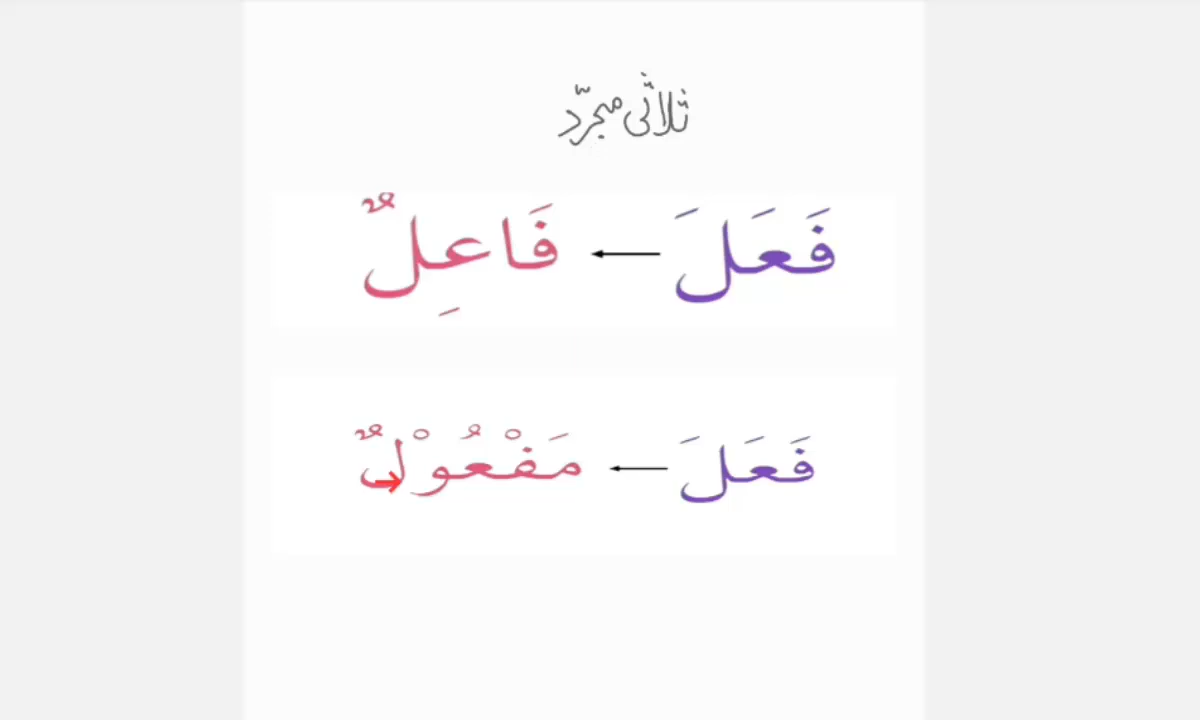 ثلاثی مجرّد
فَعَلَ ← فَاعِلٌ
فَعَلَ ← مَفْعُوْلٌ